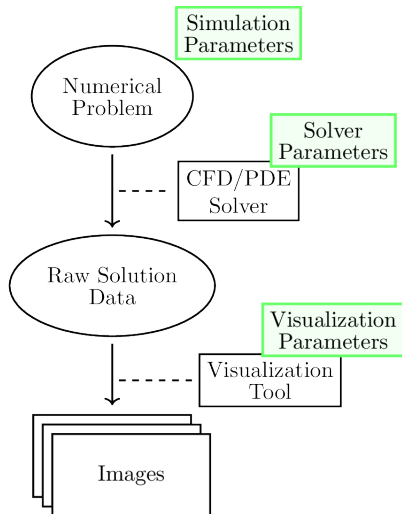 Simulation
Parameters
Numerical
Problem
Solver
Parameters
CFD/PDE
Solver
Raw Solution
Data
Visualization
Parameters
Visualization
Tool
Images